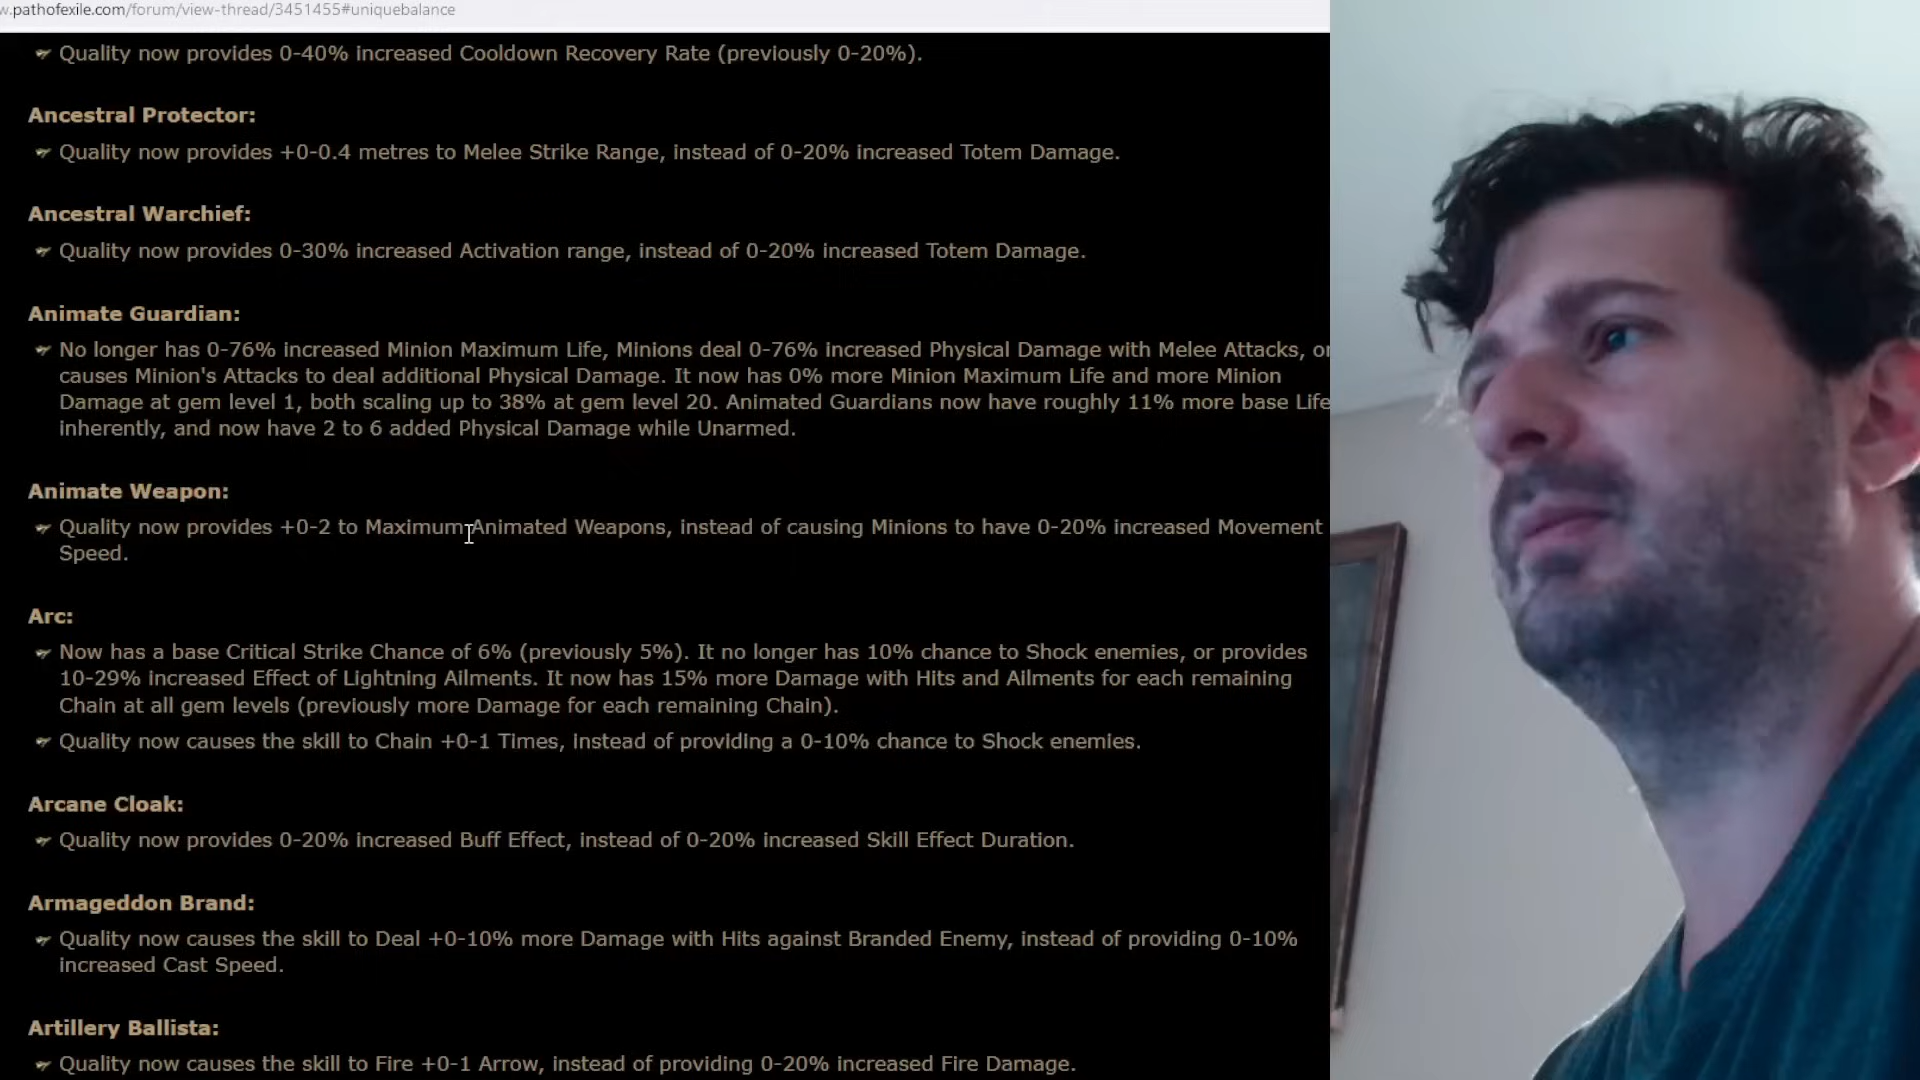 w.pathofexile.com/forum/view-thread/3451455#uniquebalance
Quality now provides 0-40% increased Cooldown Recovery Rate (previously 0-20%).
Ancestral Protector:
Quality now provides +0-0.4 metres to Melee Strike Range, instead of 0-20% increased Totem Damage.
Ancestral Warchief:
Quality now provides 0-30% increased Activation range, instead of 0-20% increased Totem Damage.
Animate Guardian:
No longer has 0-76% increased Minion Maximum Life, Minions deal 0-76% increased Physical Damage with Melee Attacks, or
causes Minion's Attacks to deal additional Physical Damage. It now has 0% more Minion Maximum Life and more Minion
Damage at gem level 1, both scaling up to 38% at gem level 20. Animated Guardians now have roughly 11% more base Life
inherently, and now have 2 to 6 added Physical Damage while Unarmed.
Animate Weapon:
Quality now provides +0-2 to Maximum Animated Weapons, instead of causing Minions to have 0-20% increased Movement
Speed.
Arc:
Now has a base Critical Strike Chance of 6% (previously 5%). It no longer has 10% chance to Shock enemies, or provides
10-29% increased Effect of Lightning Ailments. It now has 15% more Damage with Hits and Ailments for each remaining
Chain at all gem levels (previously more Damage for each remaining Chain).
Quality now causes the skill to Chain +0-1 Times, instead of providing a 0-10% chance to Shock enemies.
Arcane Cloak:
Quality now provides 0-20% increased Buff Effect, instead of 0-20% increased Skill Effect Duration.
Armageddon Brand:
Quality now causes the skill to Deal +0-10% more Damage with Hits against Branded Enemy, instead of providing 0-10%
increased Cast Speed.
Artillery Ballista:
Quality now causes the skill to Fire +0-1 Arrow, instead of providing 0-20% increased Fire Damage.